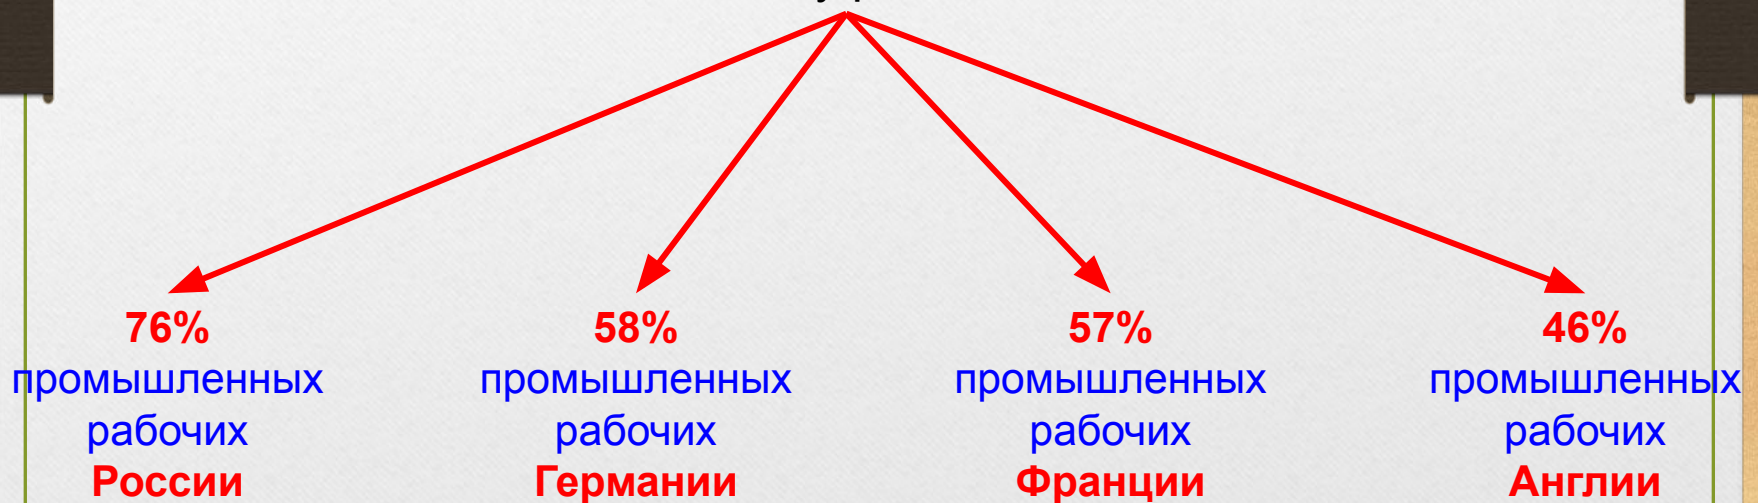 76%
промышленных
рабочих
России
58%
промышленных
рабочих
Германии
57%
промышленных
рабочих
Франции
46%
промышленных
рабочих
Англии